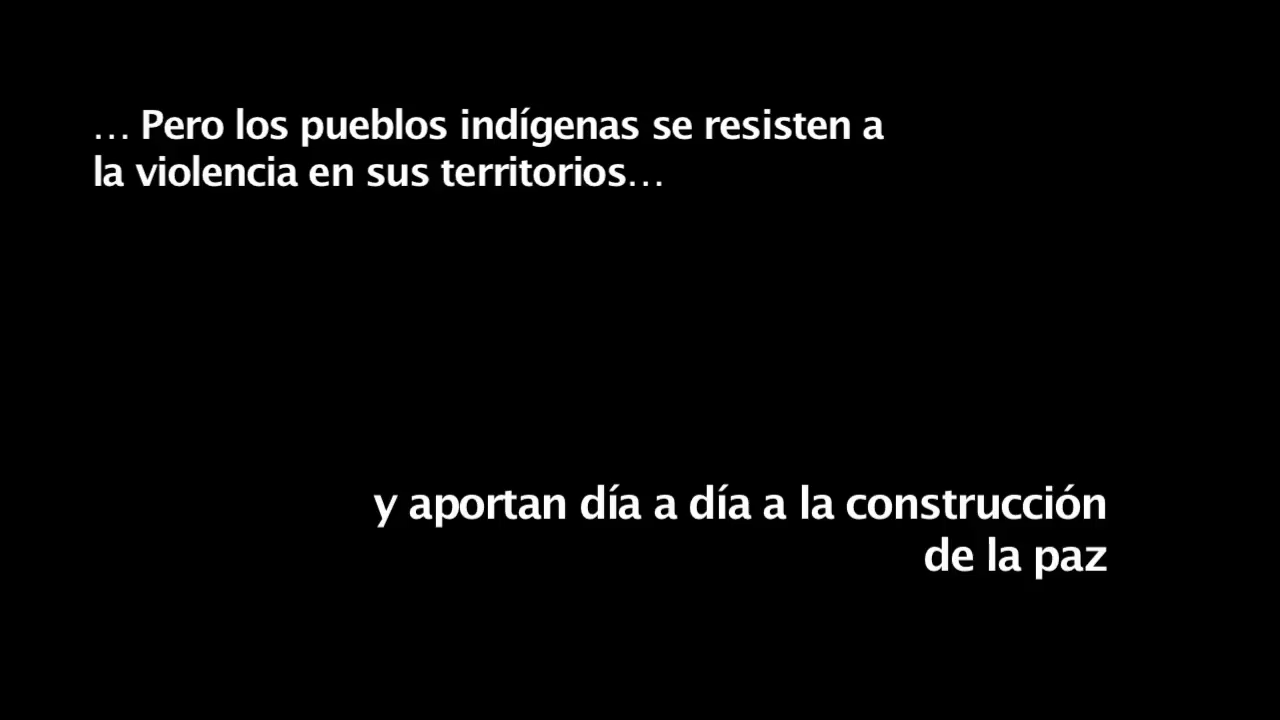 … Pero los pueblos indígenas se resisten a
la violencia en sus territorios…
y aportan día a día a la construcción
de la paz